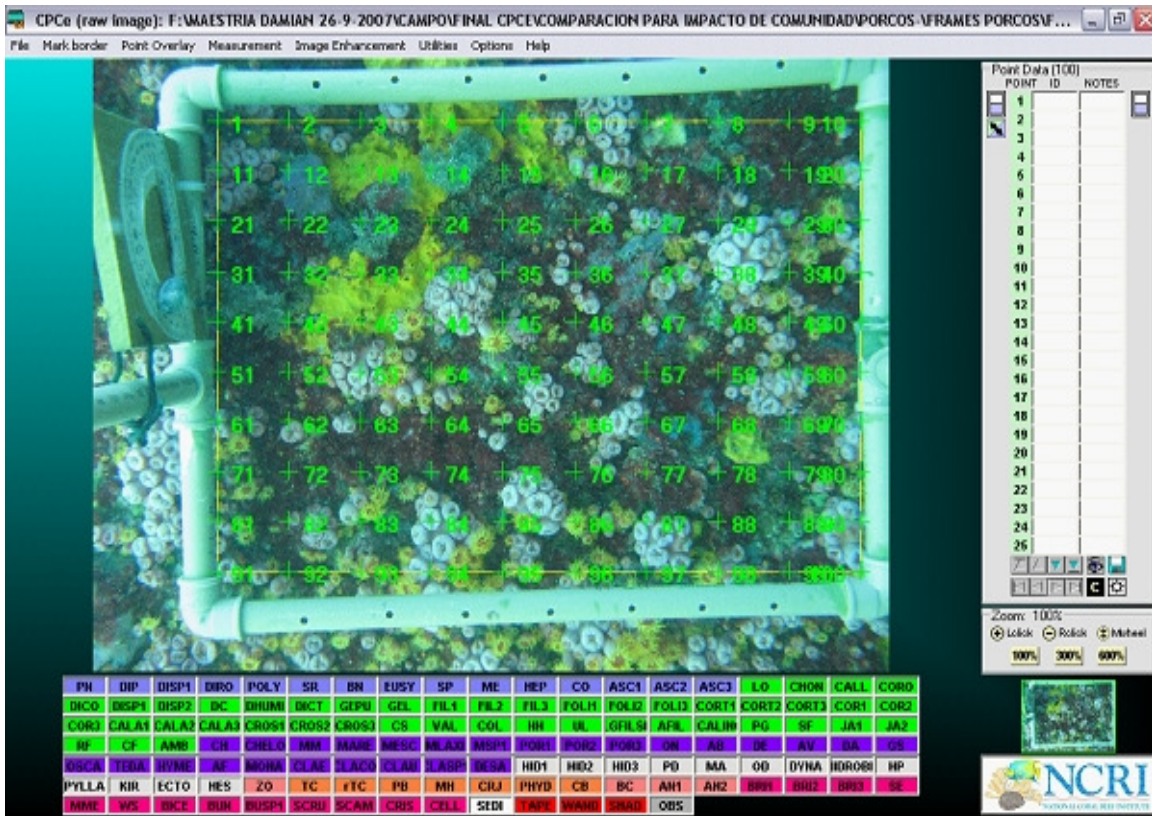 CPCe (raw image): F:\MAESTRIA DAMIAN 26-9-2007\CAMPO\FINAL CPCE\COMPARACION PARA IMPACTO DE COMUNIDAD\PORCOS-\FRAMES PORCOS\F...
File Mark border Point Overlay Measurement Image Enhancement Utilities Options Help
Point Data (100)
POINT ID NOTES
1
2
3
4
5
6
7
8
9
10
11
12
13
14
15
16
17
18
19
20
21
22
23
24
25
1 2 3 4 5 6 7 8 9 10
11 12 13 14 15 16 17 18 19 20
21 22 23 24 25 26 27 28 29 30
31 32 33 34 35 36 37 38 39 40
41 42 43 44 45 46 47 48 49 50
51 52 53 54 55 56 57 58 59 60
61 62 63 64 65 66 67 68 69 70
71 72 73 74 75 76 77 78 79 80
81 82 83 84 85 86 87 88 89 90
91 92 93 94 95 96 97 98 99 100
Zoom: 100%
Lclick Rclick Mwheel
100% 300% 600%
PN DIP DISP1 DIRO POLY SR BN EUSY SP ME HEP CO ASC1 ASC2 ASC3 LO CHON CALL CORO
DICO DISP1 DISP2 DC DHUMI DICT GEPU GEL FIL1 FIL2 FIL3 FOLI1 FOLI2 FOLI3 CORT1 CORT2 CORT3 COR1 COR2
COR3 CALA1 CALA2 CALA3 CROS1 CROS2 CROS3 CS VAL COL HH UL GFILSI AFIL CALIN PG SF JA1 JA2
RF CF AMB CH CHELO MM MARE MESC MLAXI MSP1 POR1 POR2 POR3 ON AB DE AV DA OS
OSCA TEDA HYME AF MONA CLAE CLACO CLAU CLASP DESA HID1 HID2 HID3 PD MA OB DYNA HP
PYLLA KIR ECTO HES ZO TC rTC PB MH CRJ PHYD CB BC AH1 AH2 BRI1 BRI2 BRI3 SE
MME WS BICE BUN BUSP1 SCRU SCAM CRIS CELL SEDI TAPE WAND SHAD OBS
NCRI
NATIONAL CORAL REEF INSTITUTE